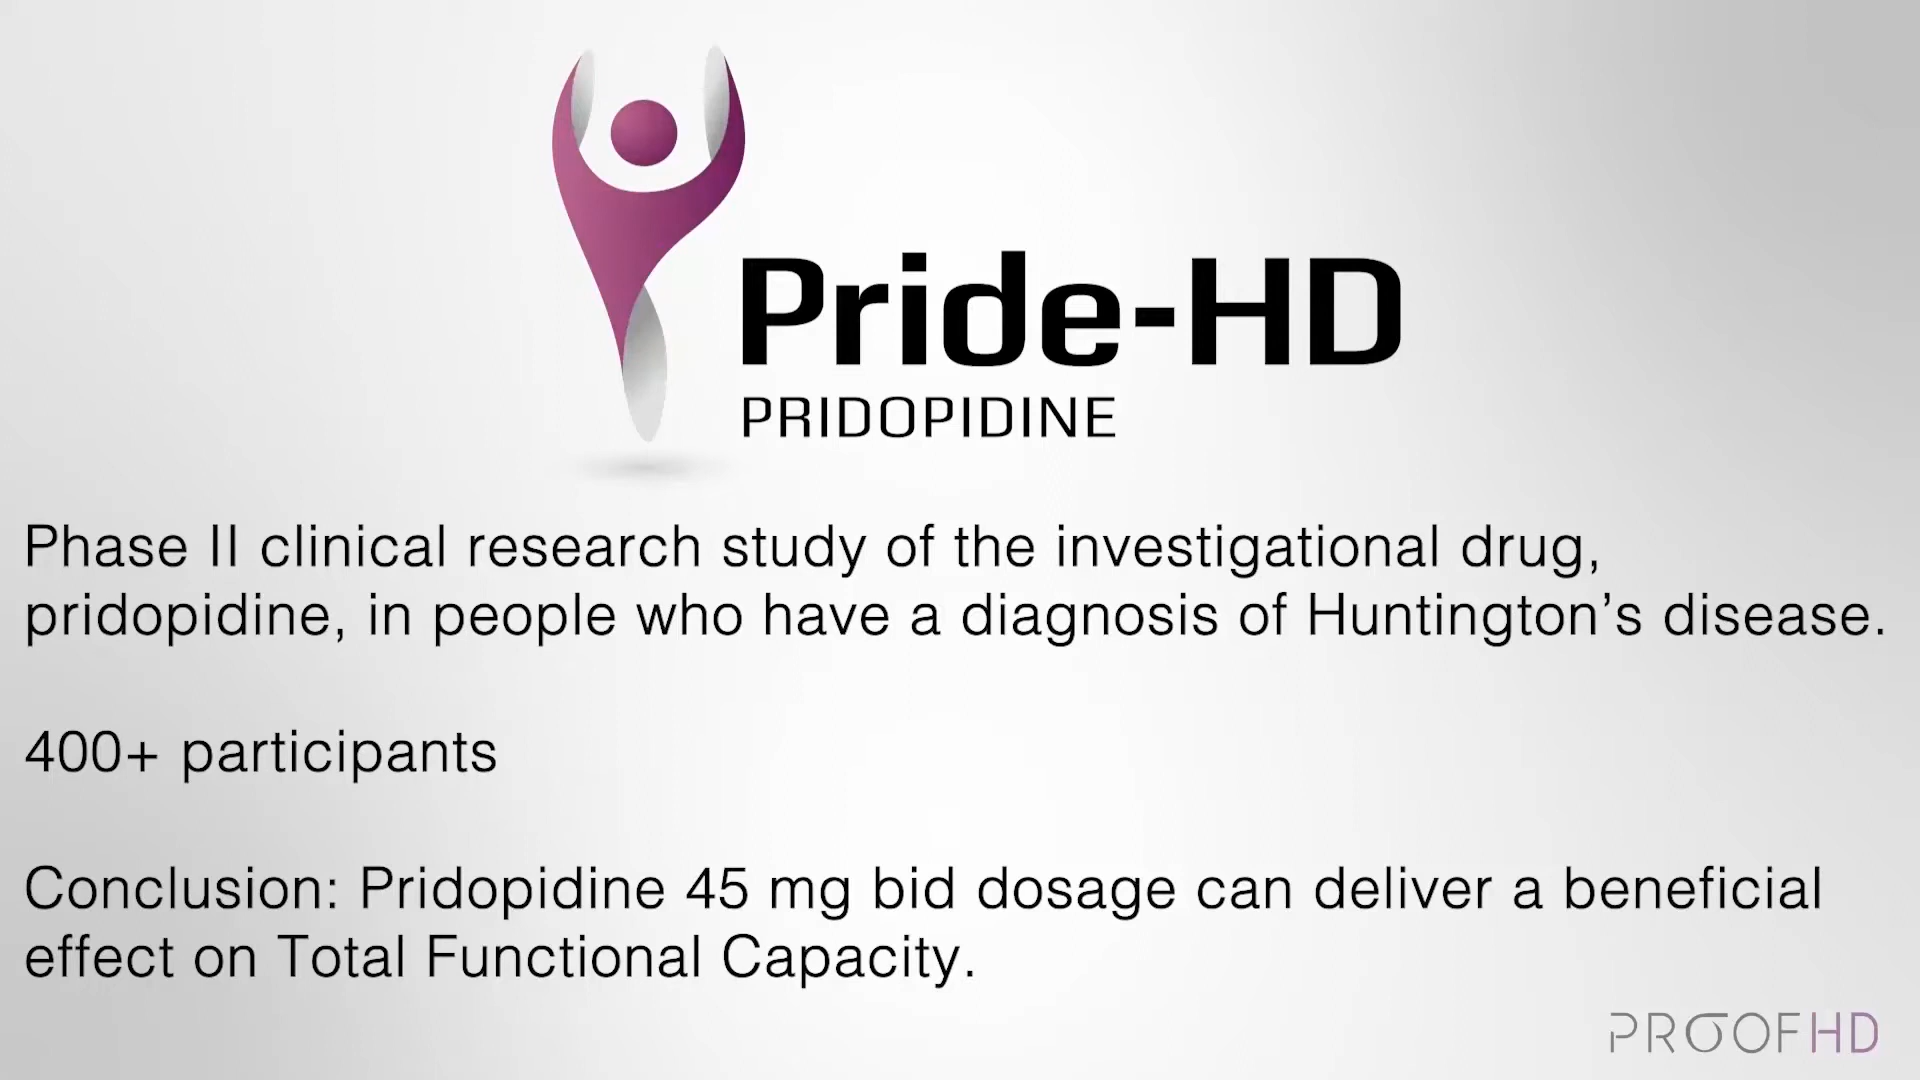 Pride-HD
PRIDOPIDINE
Phase II clinical research study of the investigational drug,
pridopidine, in people who have a diagnosis of Huntington’s disease.
400+ participants
Conclusion: Pridopidine 45 mg bid dosage can deliver a beneficial
effect on Total Functional Capacity.
PROOFHD